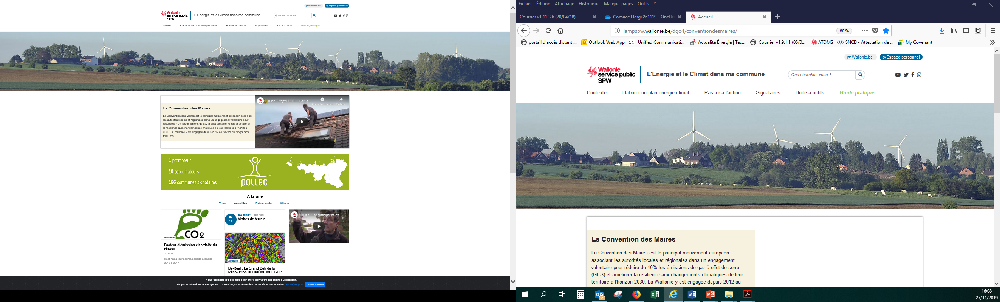 Wallonie.be
Espace personnel
Wallonie
service public
SPW
L'Énergie et le Climat dans ma commune
Que cherchez-vous ?
Contexte
Elaborer un plan énergie climat
Passer à l'action
Signataires
Boîte à outils
Guide pratique
La Convention des Maires
La Convention des Maires est le principal mouvement européen associant
les autorités locales et régionales dans un engagement volontaire pour
réduire de 40% les émissions de gaz à effet de serre (GES) et améliorer
la résilience aux changements climatiques de leur territoire à l'horizon
2030. La Wallonie y est engagée depuis 2012 au travers du programme
POLLEC.
G1Plan - Projet POLLEC (Politiq...
Partager
1 promoteur
10 coordinateurs
186 communes signataires
POLLEC
A la une
Tous
Actualités
Evénements
Vidéos
CO2
Actualité
Facteur d'émission électricité du
réseau
27.06.2019
Il est mis à jour pour la période allant de
2013 à 2017
28
11
Evénement
Séminaire
Visites de terrain
Actualité
Be-Reel : Le Grand Défi de la
Rénovation DEUXIÈME MEET-UP
G1Plan - Une participation cit...
Nous utilisons les cookies pour améliorer votre expérience utilisateur.
En poursuivant votre navigation sur ce site, vous acceptez l'utilisation des cookies. En savoir plus
Je suis d'accord
Fichier Édition Affichage Historique Marque-pages Outils ?
Courrier v1.11.3.6 (20/04/18)
Comacc Elargi 261119 - OneDri
Accueil
lampspw.wallonie.be/dgo4/conventiondesmaires/
80 %
portail d'accès distant ...
Outlook Web App
Unified Communicati...
Actualité Énergie | Tec...
Courrier v1.9.1.1 (05/0...
ATOMS
SNCB - Attestation de ...
My Covenant
Wallonie.be
Espace personnel
Wallonie
service public
SPW
L'Énergie et le Climat dans ma commune
Que cherchez-vous ?
Contexte
Elaborer un plan énergie climat
Passer à l'action
Signataires
Boîte à outils
Guide pratique
La Convention des Maires
La Convention des Maires est le principal mouvement européen
associant les autorités locales et régionales dans un engagement
volontaire pour réduire de 40% les émissions de gaz à effet de serre
(GES) et améliorer la résilience aux changements climatiques de leur
territoire à l'horizon 2030. La Wallonie y est engagée depuis 2012 au
16:08
27/11/2019